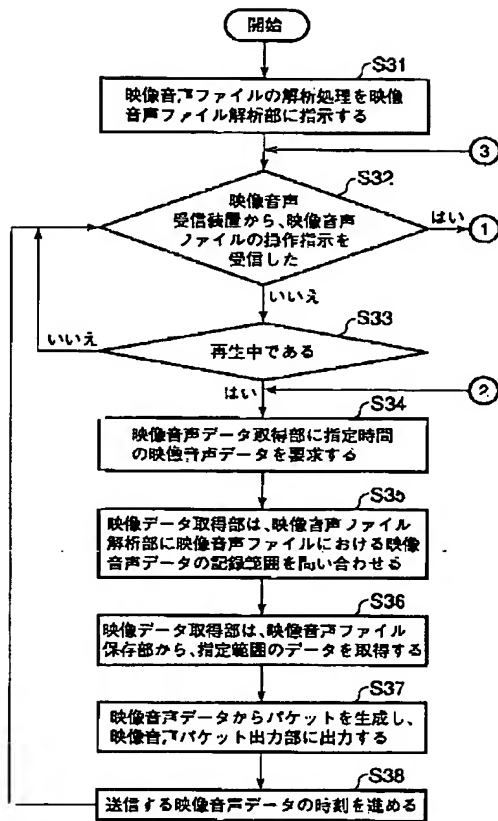 開始
S31
映像音声ファイルの解析処理を映像
音声ファイル解析部に指示する
③
S32
映像音声
受信装置から、映像音声
ファイルの操作指示を
受信した
はい
①
いいえ
S33
いいえ
再生中である
はい
②
S34
映像音声データ取得部に指定時間
の映像音声データを要求する
S35
映像データ取得部は、映像音声ファイル
解析部に映像音声ファイルにおける映像
音声データの記録範囲を問い合わせる
S36
映像データ取得部は、映像音声ファイル
保存部から、指定範囲のデータを取得する
S37
映像音声データからパケットを生成し、
映像音声パケット出力部に出力する
S38
送信する映像音声データの時刻を進める